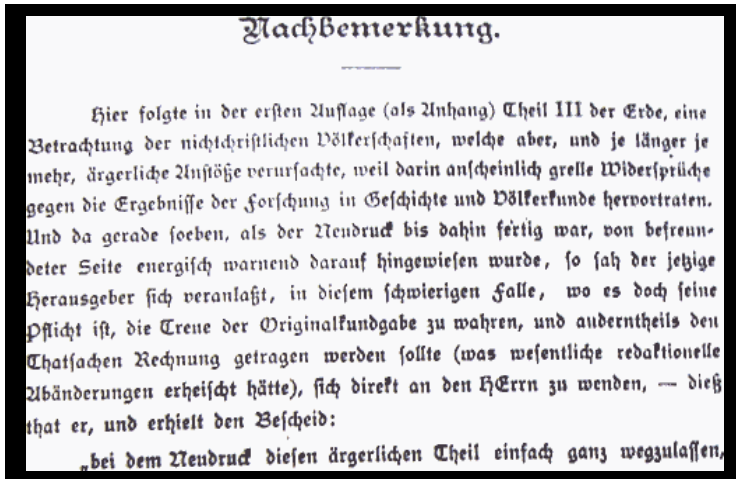 Nachbemerkung.
Hier folgte in der ersten Auflage (als Anhang) Theil III der Erde, eine
Betrachtung der nichtchristlichen Völkerschaften, welche aber, und je länger je
mehr, ärgerliche Anstöße verursachte, weil darin anscheinlich grelle Widersprüche
gegen die Ergebnisse der Forschung in Geschichte und Völkerkunde hervortraten.
Und da gerade soeben, als der Neudruck bis dahin fertig war, von befreun-
deter Seite energisch warnend darauf hingewiesen wurde, so sah der jetzige
Herausgeber sich veranlaßt, in diesem schwierigen Falle, wo es doch seine
Pflicht ist, die Treue der Originalkundgabe zu wahren, und anderntheils den
Thatsachen Rechnung getragen werden sollte (was wesentliche redaktionelle
Abänderungen erheischt hätte), sich direkt an den HErrn zu wenden, — dieß
that er, und erhielt den Bescheid:
„bei dem Neudruck diesen ärgerlichen Theil einfach ganz wegzulassen,